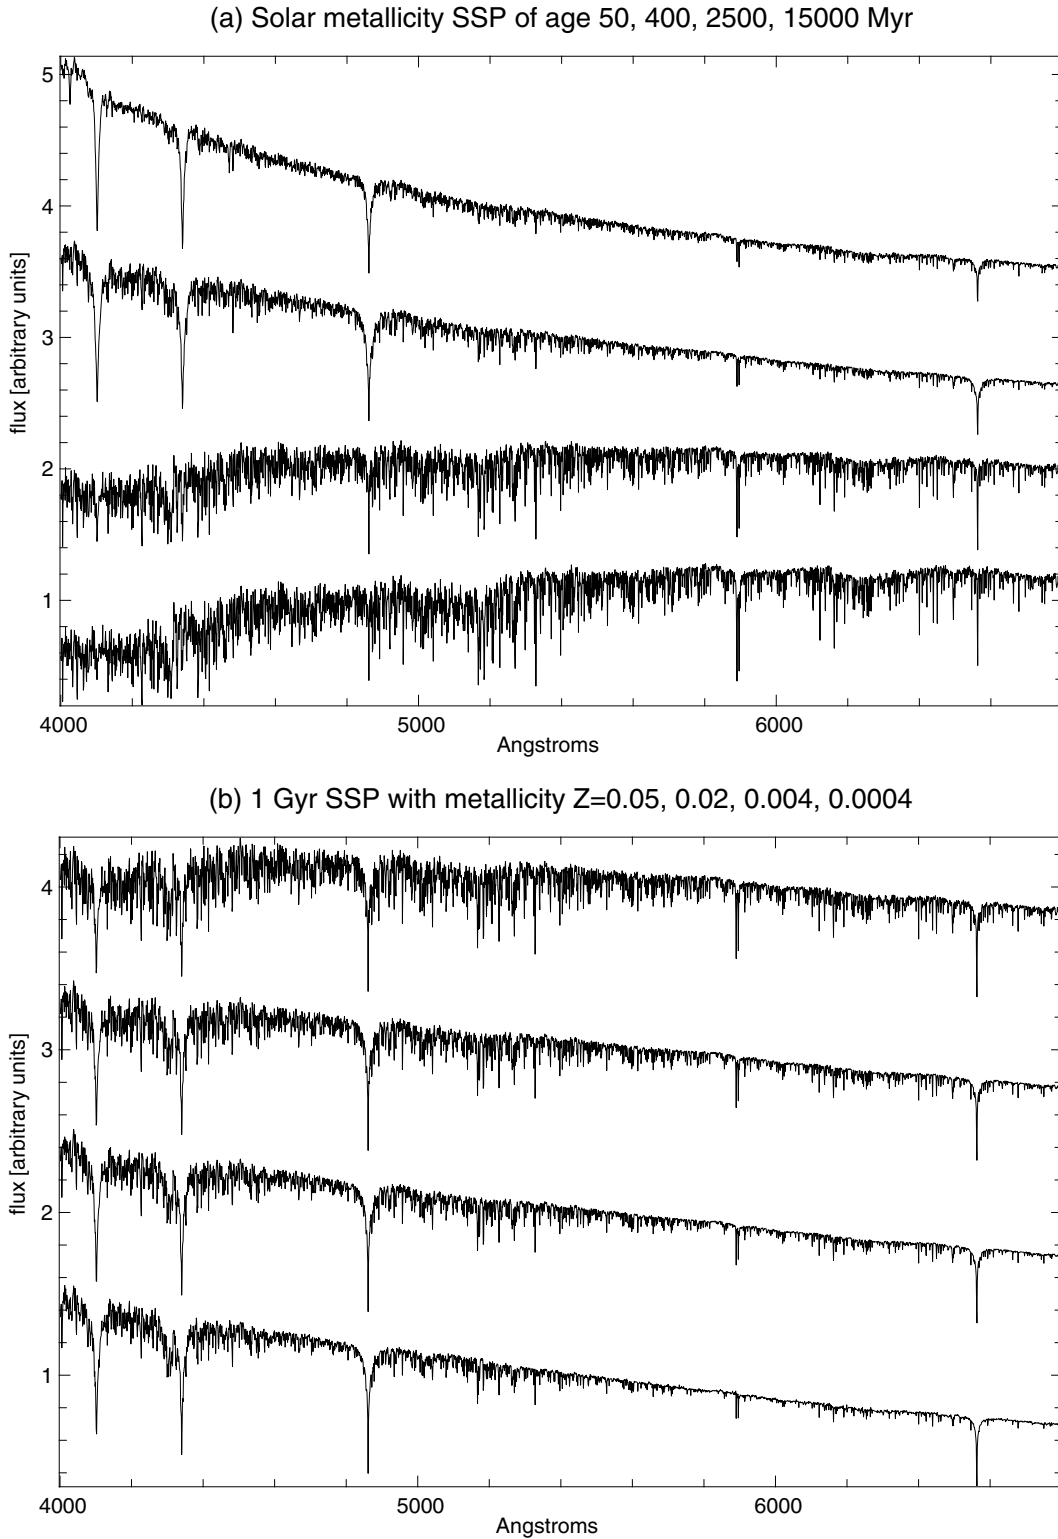 (a) Solar metallicity SSP of age 50, 400, 2500, 15000 Myr
5
4
3
2
1
flux [arbitrary units]
4000 5000 6000
Angstroms
(b) 1 Gyr SSP with metallicity Z=0.05, 0.02, 0.004, 0.0004
4
3
2
1
flux [arbitrary units]
4000 5000 6000
Angstroms